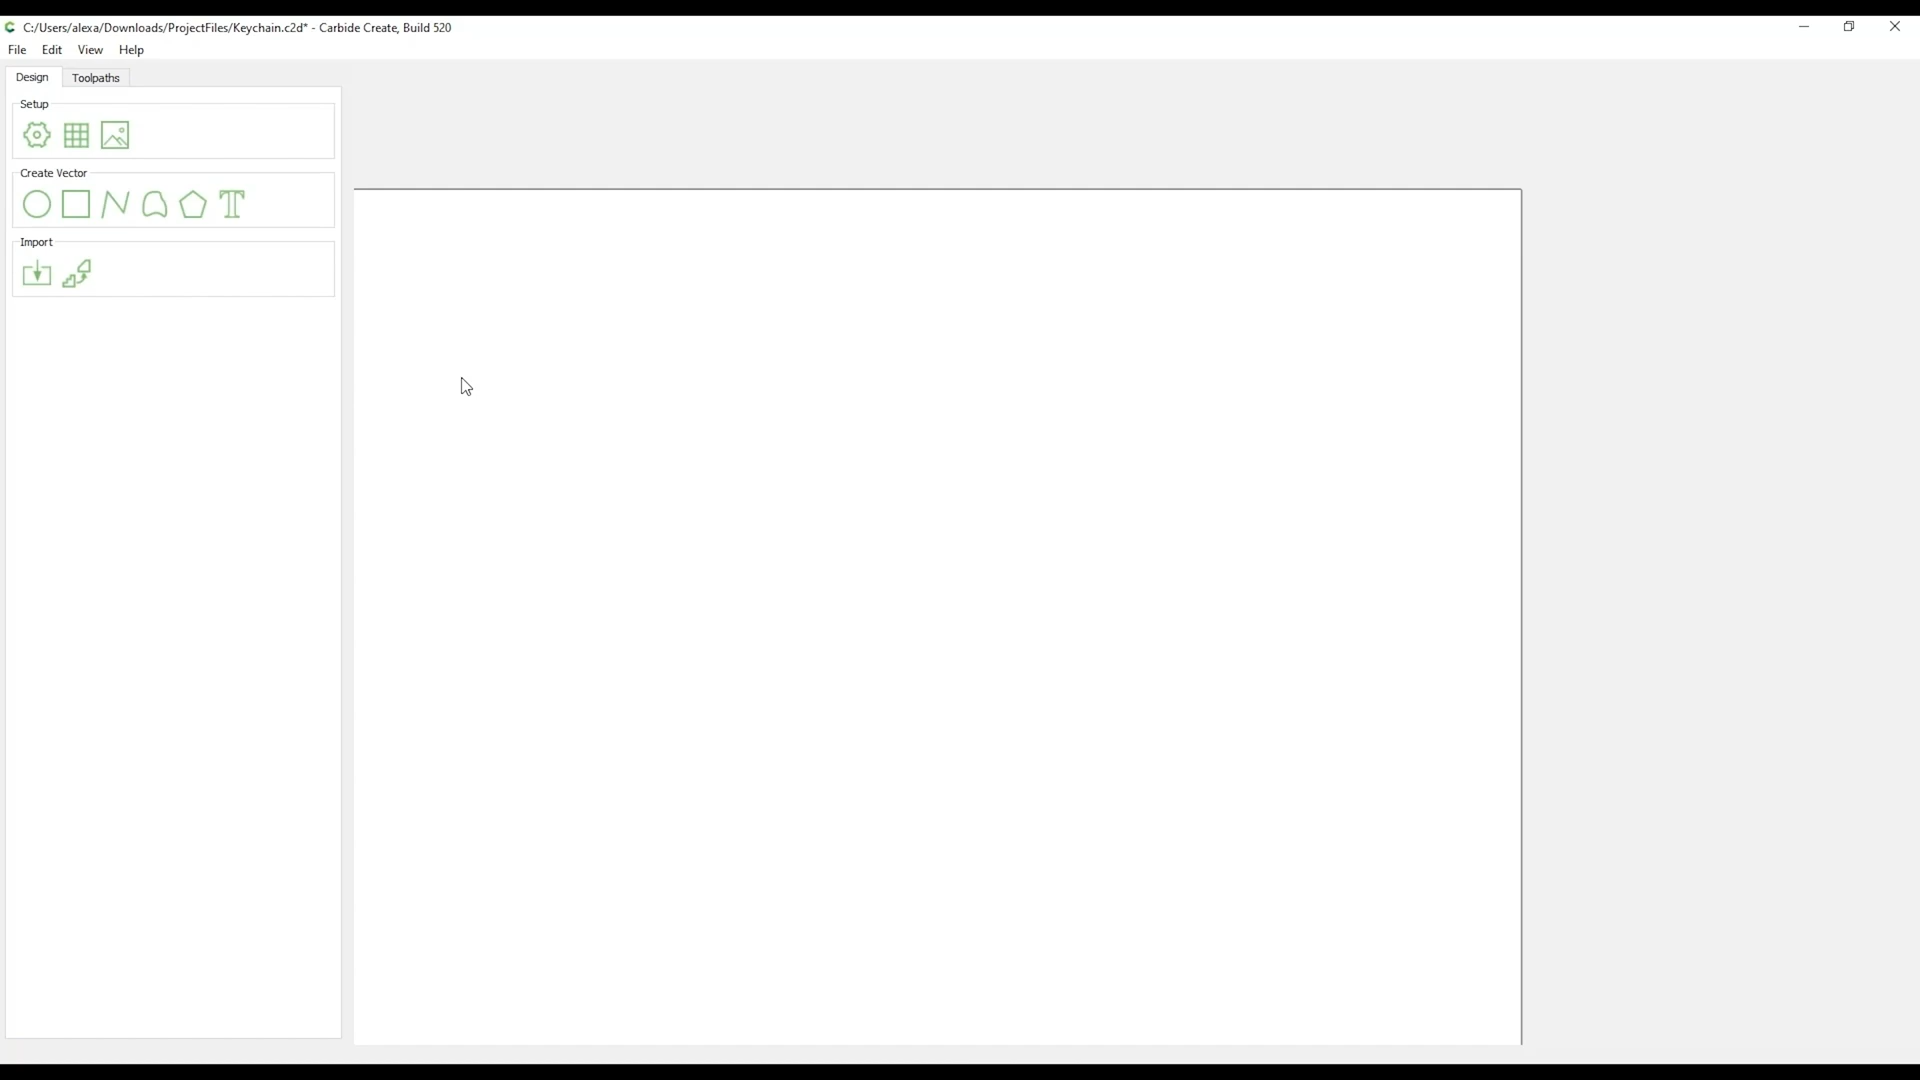 C:/Users/alexa/Downloads/ProjectFiles/Keychain.c2d* - Carbide Create, Build 520
File Edit View Help
Design Toolpaths
Setup
Create Vector
Import